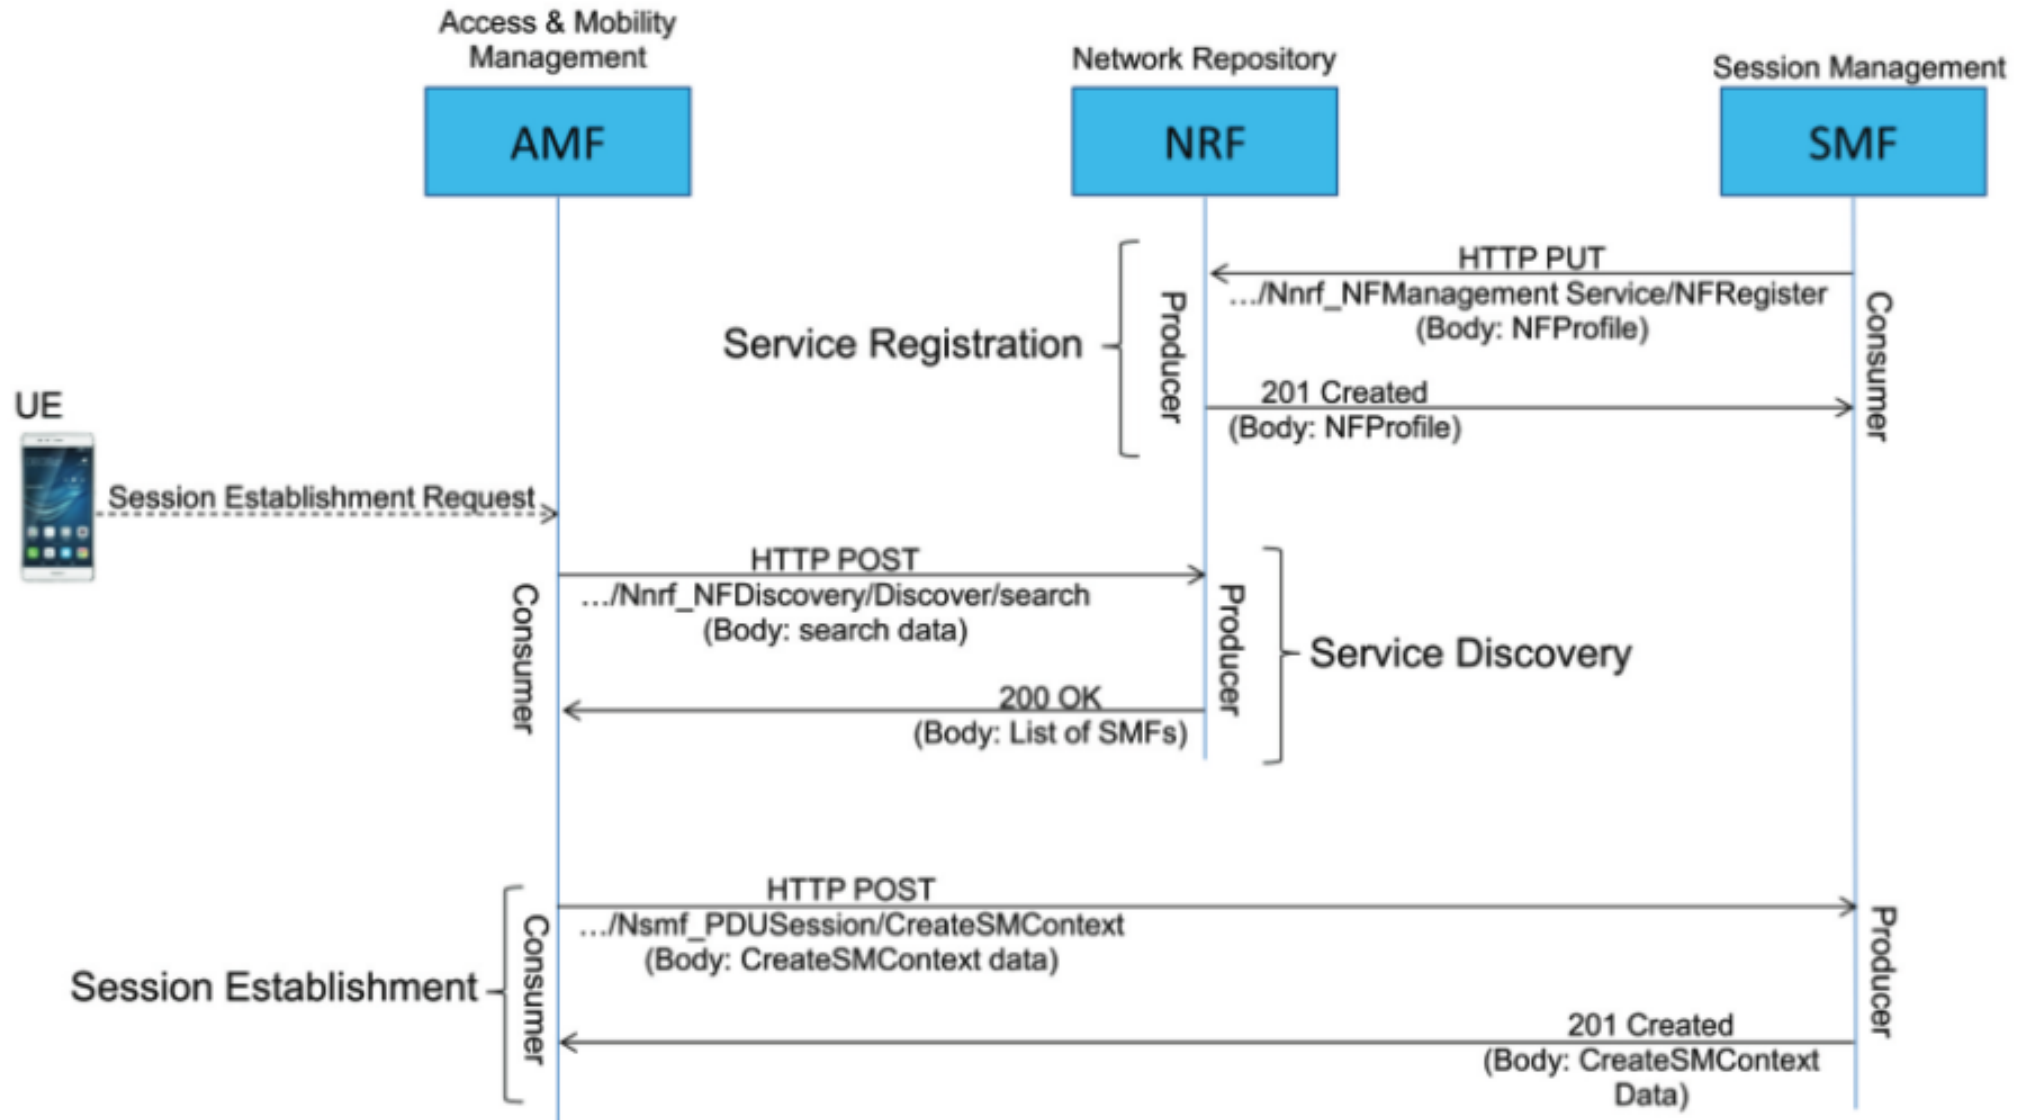 Access & Mobility
Management
Network Repository
Session Management
AMF
NRF
SMF
HTTP PUT
.../Nnrf_NFManagement Service/NFRegister
(Body: NFProfile)
Producer
Consumer
Service Registration
201 Created
(Body: NFProfile)
UE
Session Establishment Request
HTTP POST
.../Nnrf_NFDiscovery/Discover/search
(Body: search data)
Consumer
Producer
Service Discovery
200 OK
(Body: List of SMFs)
HTTP POST
.../Nsmf_PDUSession/CreateSMContext
(Body: CreateSMContext data)
Consumer
Producer
Session Establishment
201 Created
(Body: CreateSMContext
Data)